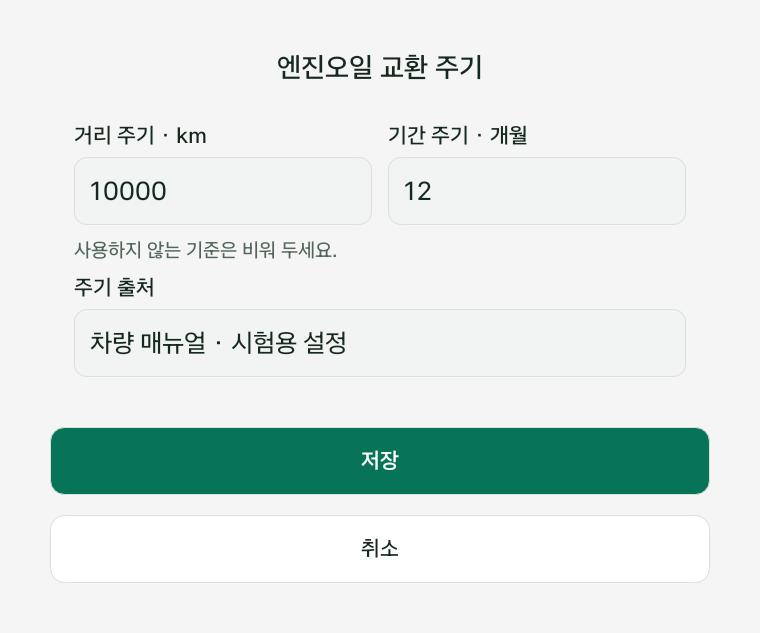 엔진오일 교환 주기
거리 주기 · km
기간 주기 · 개월
10000
12
사용하지 않는 기준은 비워 두세요.
주기 출처
차량 매뉴얼 · 시험용 설정
저장
취소